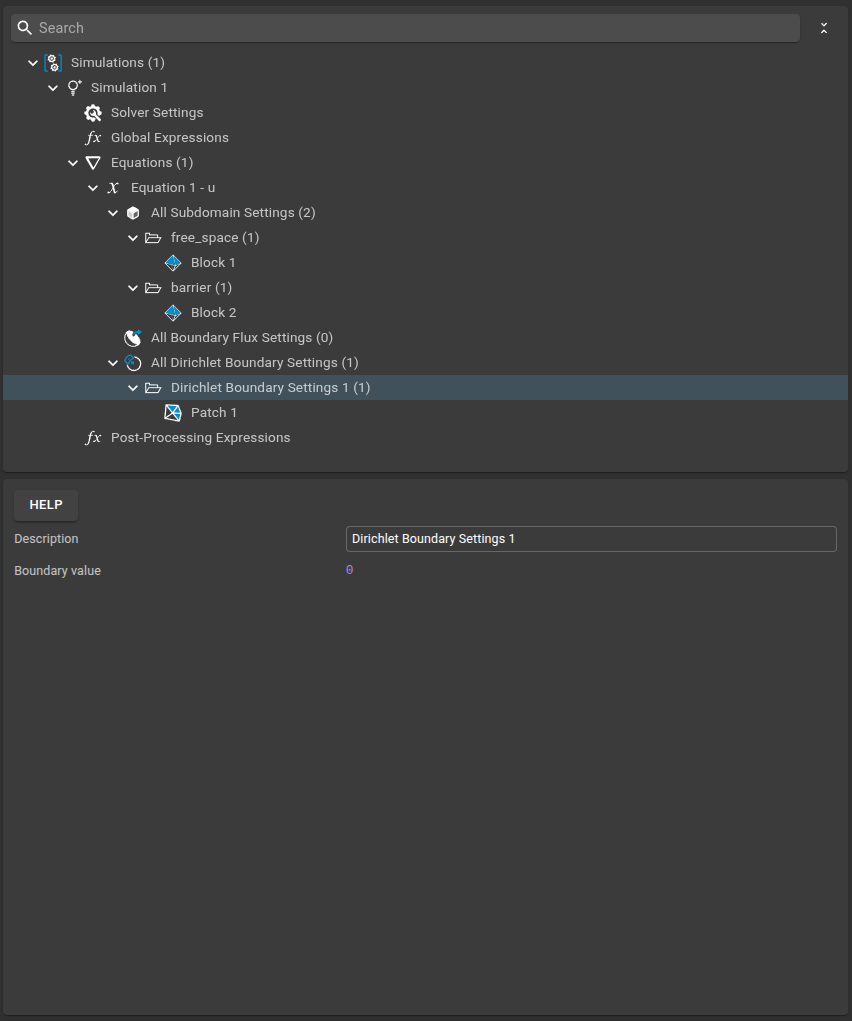 Search
Simulations (1)
Simulation 1
Solver Settings
fx Global Expressions
Equations (1)
x Equation 1 - u
All Subdomain Settings (2)
free_space (1)
Block 1
barrier (1)
Block 2
All Boundary Flux Settings (0)
All Dirichlet Boundary Settings (1)
Dirichlet Boundary Settings 1 (1)
Patch 1
fx Post-Processing Expressions
HELP
Description Dirichlet Boundary Settings 1
Boundary value 0